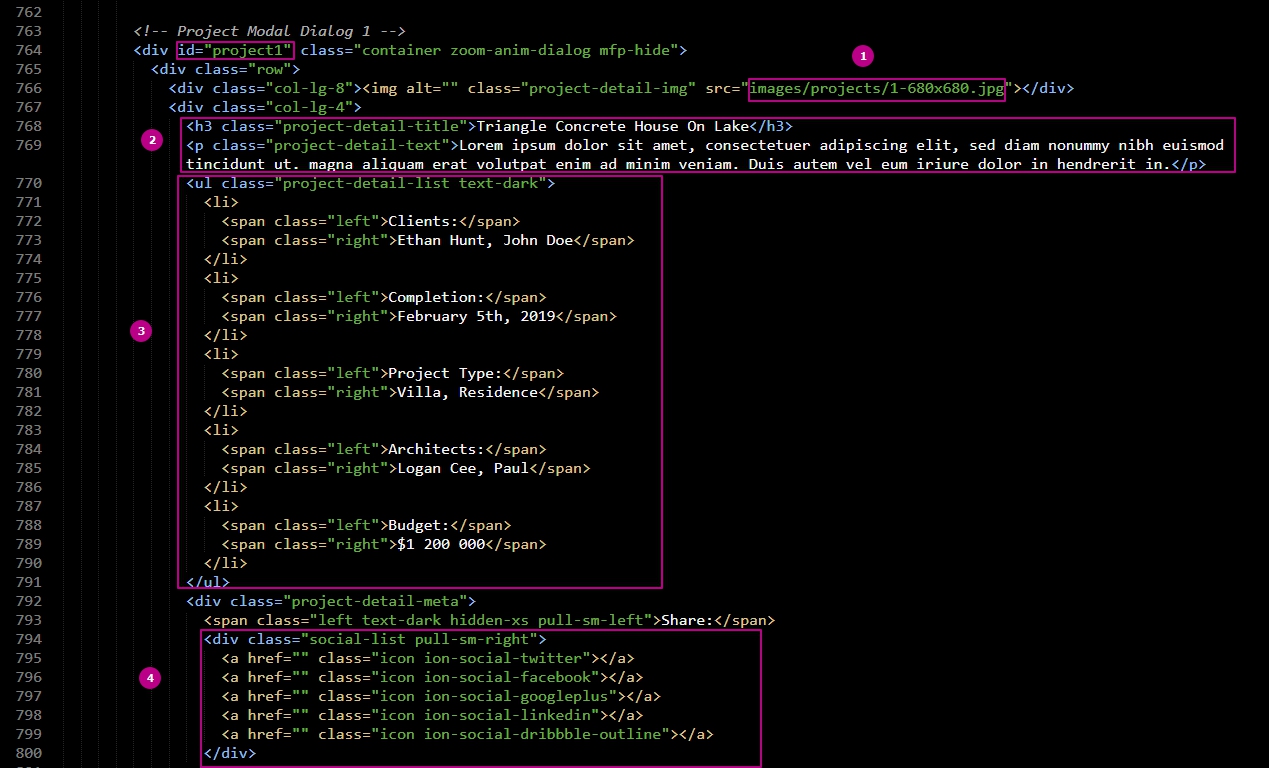 762
763 <!-- Project Modal Dialog 1 -->
764 <div id="project1" class="container zoom-anim-dialog mfp-hide">
1
765 <div class="row">
766 <div class="col-lg-8"><img alt="" class="project-detail-img" src="images/projects/1-680x680.jpg"></div>
767 <div class="col-lg-4">
768 <h3 class="project-detail-title">Triangle Concrete House On Lake</h3>
2
769 <p class="project-detail-text">Lorem ipsum dolor sit amet, consectetuer adipiscing elit, sed diam nonummy nibh euismod
tincidunt ut. magna aliquam erat volutpat enim ad minim veniam. Duis autem vel eum iriure dolor in hendrerit in.</p>
770 <ul class="project-detail-list text-dark">
771 <li>
772 <span class="left">Clients:</span>
773 <span class="right">Ethan Hunt, John Doe</span>
774 </li>
775 <li>
776 <span class="left">Completion:</span>
777 <span class="right">February 5th, 2019</span>
3
778 </li>
779 <li>
780 <span class="left">Project Type:</span>
781 <span class="right">Villa, Residence</span>
782 </li>
783 <li>
784 <span class="left">Architects:</span>
785 <span class="right">Logan Cee, Paul</span>
786 </li>
787 <li>
788 <span class="left">Budget:</span>
789 <span class="right">$1 200 000</span>
790 </li>
791 </ul>
792 <div class="project-detail-meta">
793 <span class="left text-dark hidden-xs pull-sm-left">Share:</span>
794 <div class="social-list pull-sm-right">
795 <a href="" class="icon ion-social-twitter"></a>
4
796 <a href="" class="icon ion-social-facebook"></a>
797 <a href="" class="icon ion-social-googleplus"></a>
798 <a href="" class="icon ion-social-linkedin"></a>
799 <a href="" class="icon ion-social-dribbble-outline"></a>
800 </div>